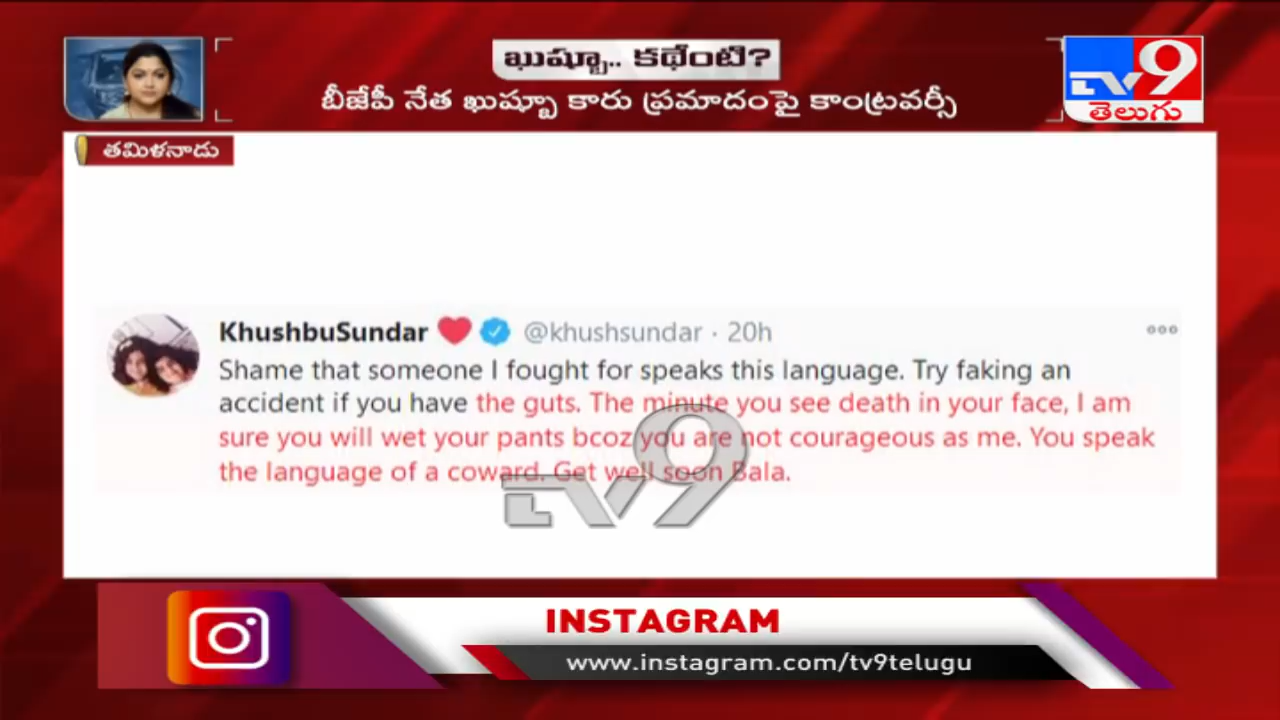 ఖుష్బూ.. కథేంటి?
బీజేపీ నేత ఖుష్బూ కారు ప్రమాదంపై కాంట్రవర్సీ
TV9
తెలుగు
తమిళనాడు
KhushbuSundar @khushsundar · 20h
Shame that someone I fought for speaks this language. Try faking an
accident if you have the guts. The minute you see death in your face, I am
sure you will wet your pants bcoz you are not courageous as me. You speak
the language of a coward. Get well soon Bala.
TV9
INSTAGRAM
www.instagram.com/tv9telugu